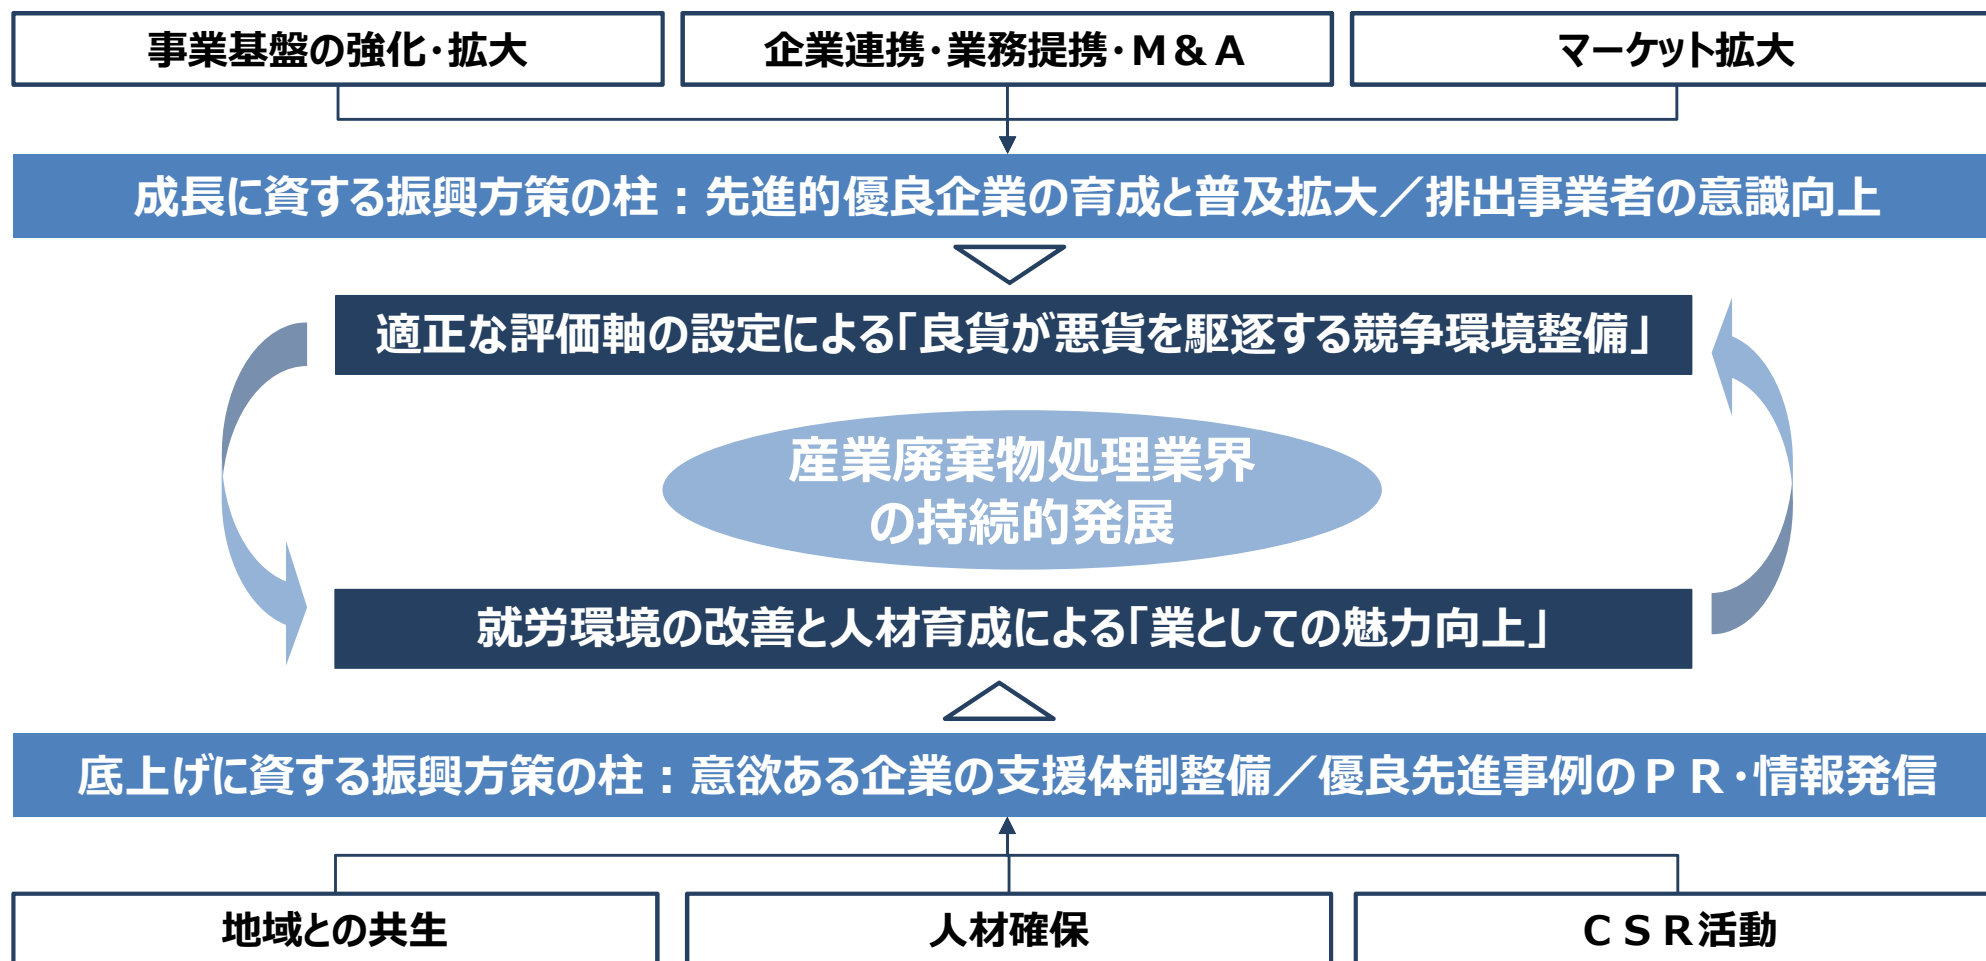 事業基盤の強化・拡大
企業連携・業務提携・Ｍ＆Ａ
マーケット拡大
成長に資する振興方策の柱：先進的優良企業の育成と普及拡大／排出事業者の意識向上
適正な評価軸の設定による「良貨が悪貨を駆逐する競争環境整備」
産業廃棄物処理業界
の持続的発展
就労環境の改善と人材育成による「業としての魅力向上」
底上げに資する振興方策の柱：意欲ある企業の支援体制整備／優良先進事例のＰＲ・情報発信
地域との共生
人材確保
ＣＳＲ活動